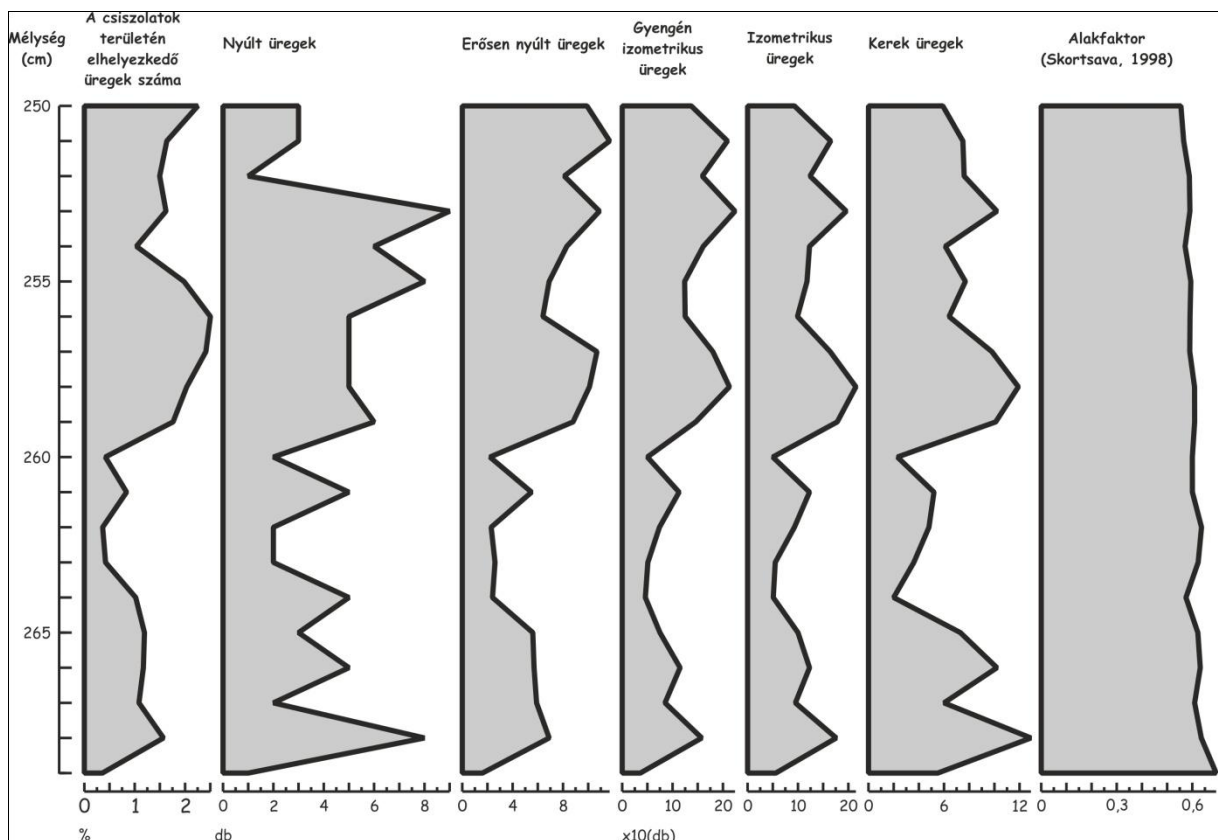 Mélység
(cm)
A csiszolatok
területén
elhelyezkedő
üregek száma
Nyúlt üregek
Erősen nyúlt üregek
Gyengén
izometrikus
üregek
Izometrikus
üregek
Kerek üregek
Alakfaktor
(Skortsava, 1998)
250
255
260
265
0 1 2
0 2 4 6 8
0 4 8
0 10 20
0 10 20
0 6 12
0 0,3 0,6
% db x10(db)